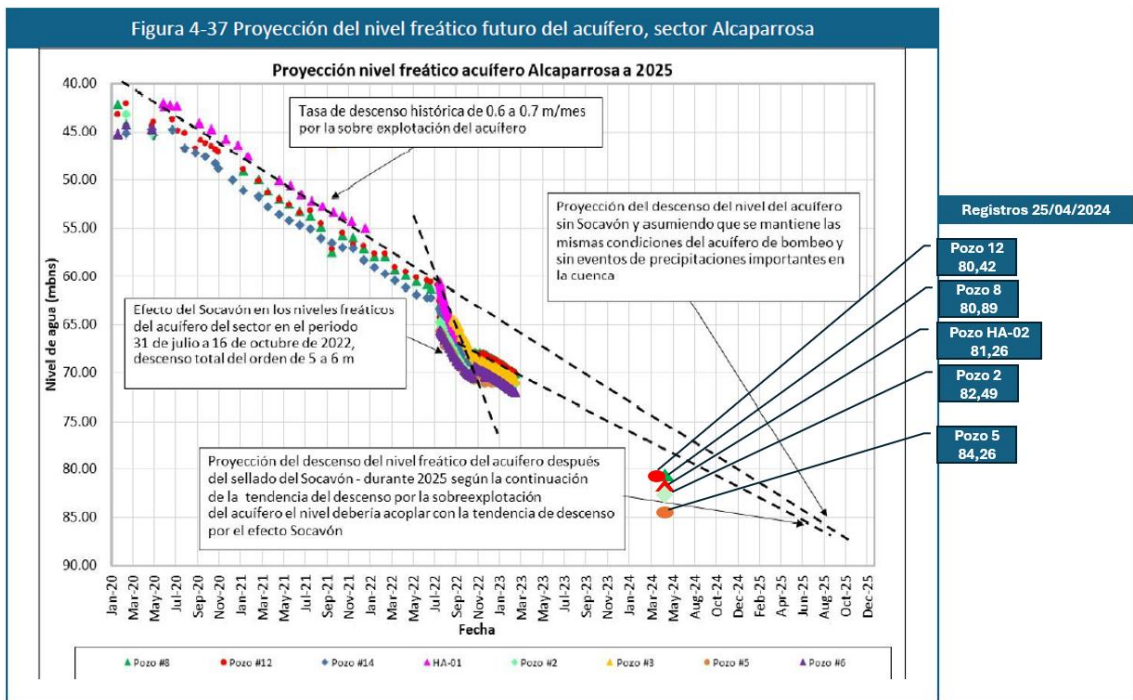 Figura 4-37 Proyección del nivel freático futuro del acuífero, sector Alcaparrosa
Proyección nivel freático acuífero Alcaparrosa a 2025
Nivel de agua (mbns)
40.00
45.00
50.00
55.00
60.00
65.00
70.00
75.00
80.00
85.00
90.00
Tasa de descenso histórica de 0.6 a 0.7 m/mes
por la sobre explotación del acuífero
Proyección del descenso del nivel del acuífero
sin Socavón y asumiendo que se mantiene las
mismas condiciones del acuífero de bombeo y
sin eventos de precipitaciones importantes en
la cuenca
Efecto del Socavón en los niveles freáticos
del acuífero del sector en el periodo
31 de julio a 16 de octubre de 2022,
descenso total del orden de 5 a 6 m
Proyección del descenso del nivel freático del acuífero después
del sellado del Socavón - durante 2025 según la continuación
de la tendencia del descenso por la sobreexplotación
del acuífero el nivel debería acoplar con la tendencia de descenso
por el efecto Socavón
Registros 25/04/2024
Pozo 12
80,42
Pozo 8
80,89
Pozo HA-02
81,26
Pozo 2
82,49
Pozo 5
84,26
Jan-20
Mar-20
May-20
Jul-20
Sep-20
Nov-20
Jan-21
Mar-21
May-21
Jul-21
Sep-21
Nov-21
Jan-22
Mar-22
May-22
Jul-22
Sep-22
Nov-22
Jan-23
Mar-23
May-23
Jul-23
Sep-23
Nov-23
Jan-24
Mar-24
May-24
Aug-24
Oct-24
Dec-24
Feb-25
Apr-25
Jun-25
Aug-25
Oct-25
Dec-25
Fecha
Pozo #8
Pozo #12
Pozo #14
HA-01
Pozo #2
Pozo #3
Pozo #5
Pozo #6